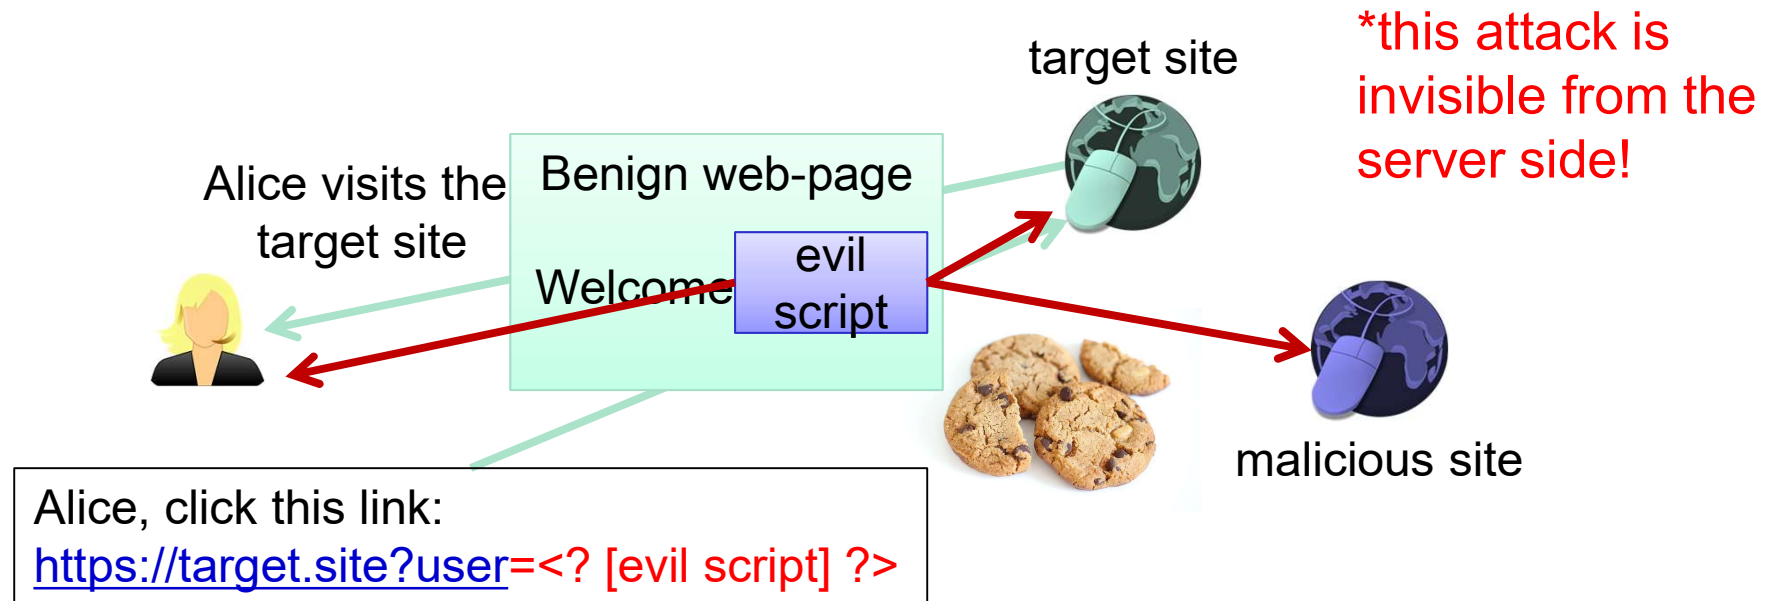 target site
*this attack is
invisible from the
server side!
Alice visits the
target site
Benign web-page
Welcome
evil
script
malicious site
Alice, click this link:
https://target.site?user=<? [evil script] ?>